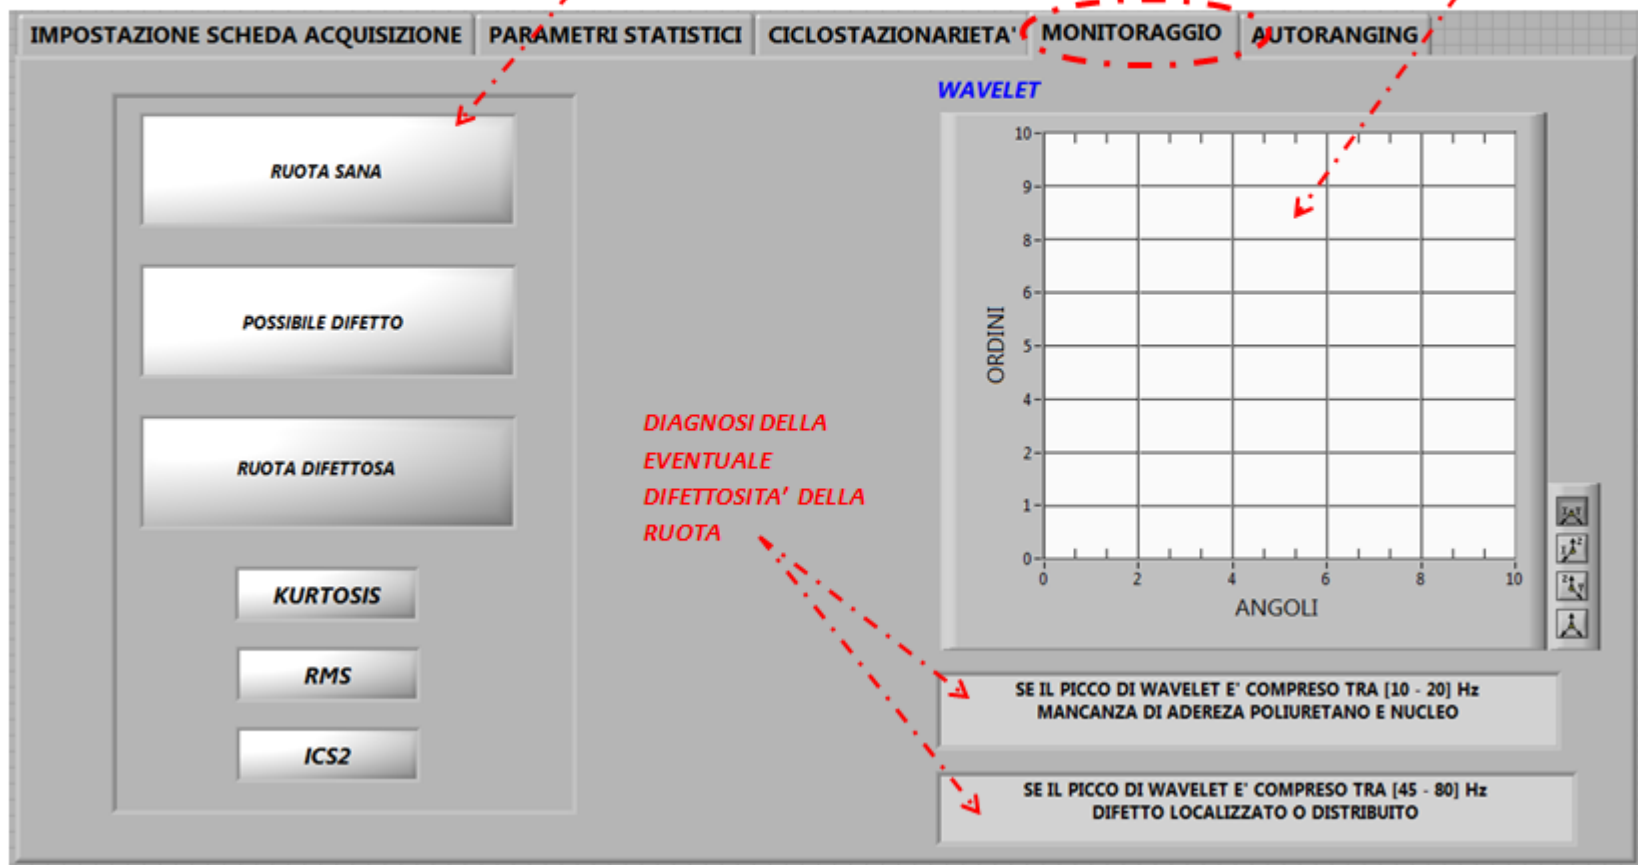 IMPOSTAZIONE SCHEDA ACQUISIZIONE
PARAMETRI STATISTICI
CICLOSTAZIONARIETA'
MONITORAGGIO
AUTORANGING
RUOTA SANA
POSSIBILE DIFETTO
RUOTA DIFETTOSA
KURTOSIS
RMS
ICS2
DIAGNOSI DELLA
EVENTUALE
DIFETTOSITA' DELLA
RUOTA
WAVELET
10
9
8
6
5
4
2
1
0
ORDINI
0 2 4 6 8 10
ANGOLI
SE IL PICCO DI WAVELET E' COMPRESO TRA [10 - 20] Hz
MANCANZA DI ADEREZA POLIURETANO E NUCLEO
SE IL PICCO DI WAVELET E' COMPRESO TRA [45 - 80] Hz
DIFETTO LOCALIZZATO O DISTRIBUITO